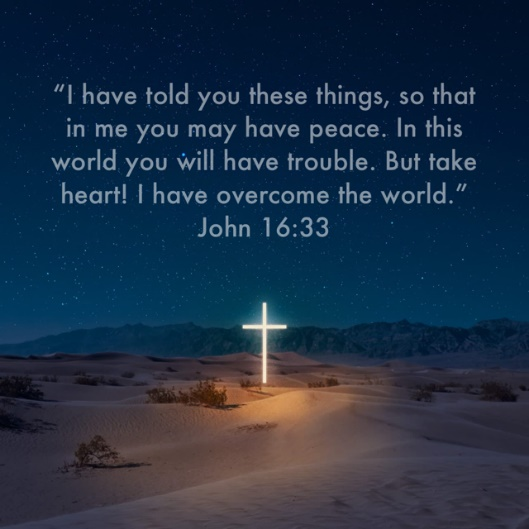 “I have told you these things, so that
in me you may have peace. In this
world you will have trouble. But take
heart! I have overcome the world.”
John 16:33